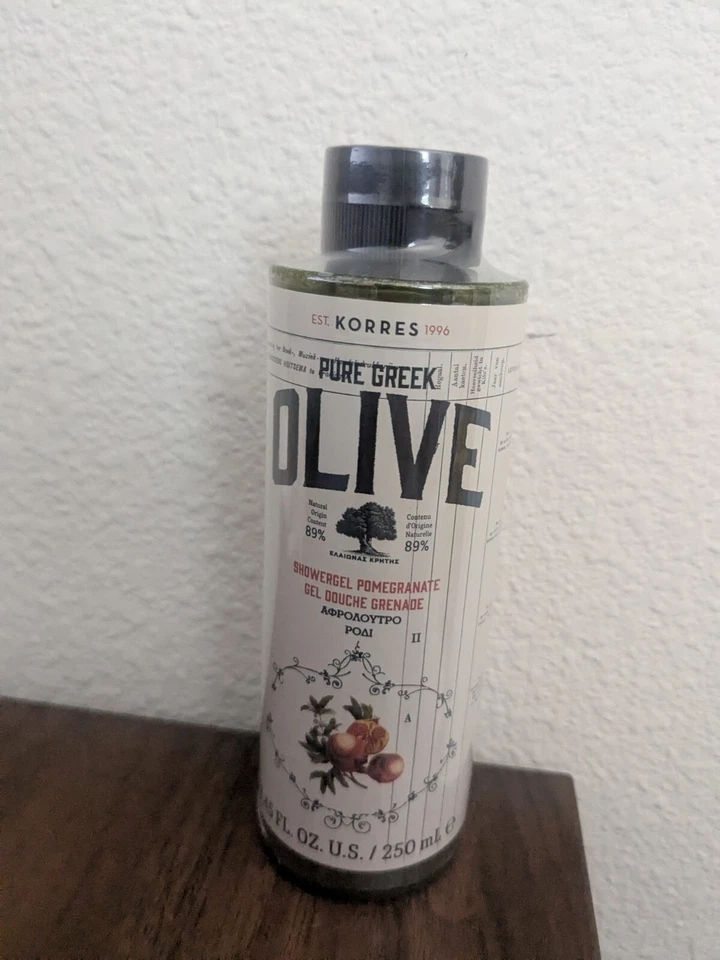 EST. KORRES 1996
PURE GREEK
OLIVE
Natural
Origin
Content
89%
Contenu
d'Origine
Naturelle
89%
ΕΛΑΙΩΝΑΣ ΚΡΗΤΗΣ
SHOWERGEL POMEGRANATE
GEL DOUCHE GRENADE
ΑΦΡΟΛΟΥΤΡΟ
ΡΟΔΙ
II
A
FL. OZ. U.S. / 250 mL e